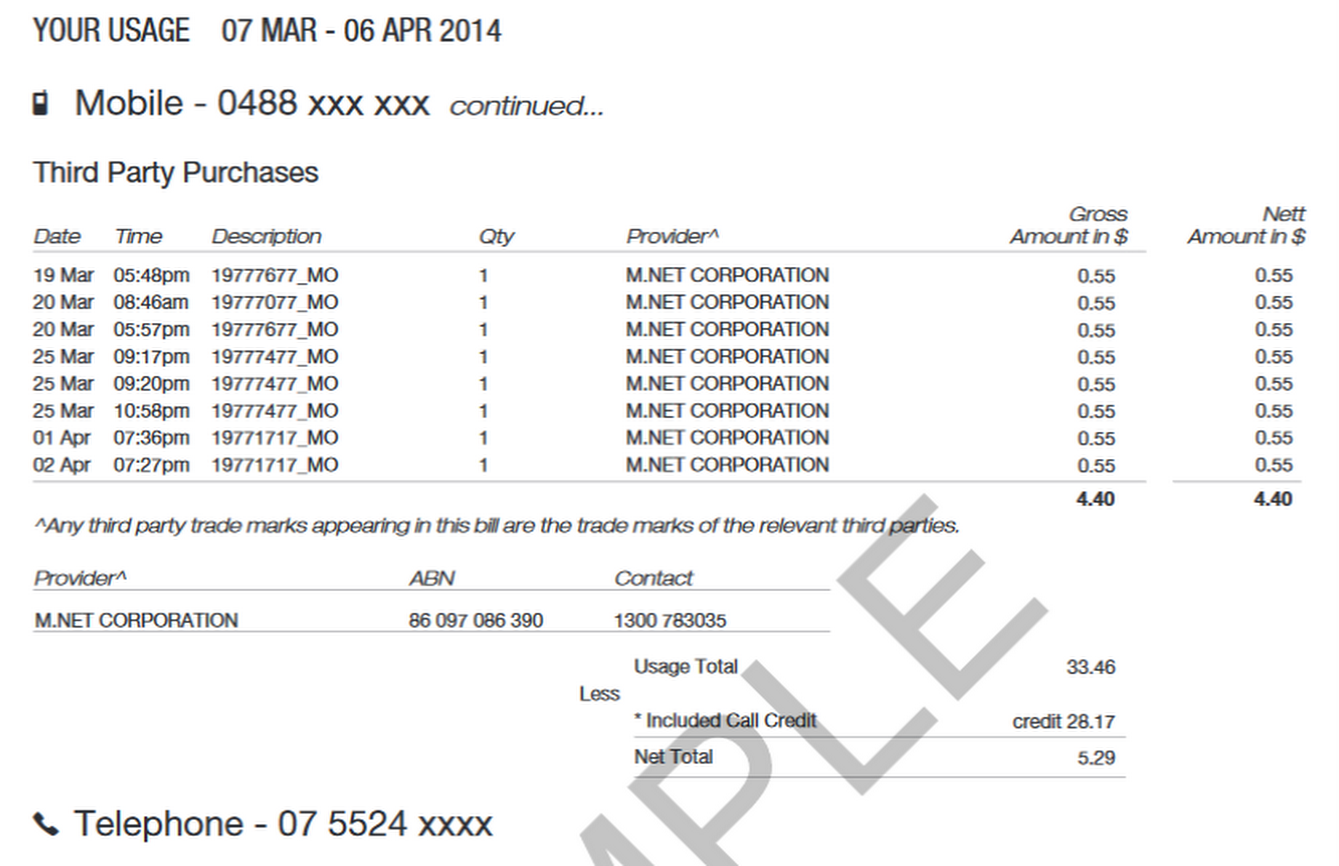 YOUR USAGE 07 MAR - 06 APR 2014
Mobile - 0488 xxx xxx continued...
Third Party Purchases
Gross Nett
Date Time Description Qty Provider^ Amount in $ Amount in $
19 Mar 05:48pm 19777677_MO 1 M.NET CORPORATION 0.55 0.55
20 Mar 08:46am 19777077_MO 1 M.NET CORPORATION 0.55 0.55
20 Mar 05:57pm 19777677_MO 1 M.NET CORPORATION 0.55 0.55
25 Mar 09:17pm 19777477_MO 1 M.NET CORPORATION 0.55 0.55
25 Mar 09:20pm 19777477_MO 1 M.NET CORPORATION 0.55 0.55
25 Mar 10:58pm 19777477_MO 1 M.NET CORPORATION 0.55 0.55
01 Apr 07:36pm 19771717_MO 1 M.NET CORPORATION 0.55 0.55
02 Apr 07:27pm 19771717_MO 1 M.NET CORPORATION 0.55 0.55
4.40 4.40
^Any third party trade marks appearing in this bill are the trade marks of the relevant third parties.
Provider^ ABN Contact
M.NET CORPORATION 86 097 086 390 1300 783035
Usage Total 33.46
Less
* Included Call Credit credit 28.17
Net Total 5.29
Telephone - 07 5524 xxxx
MPLE